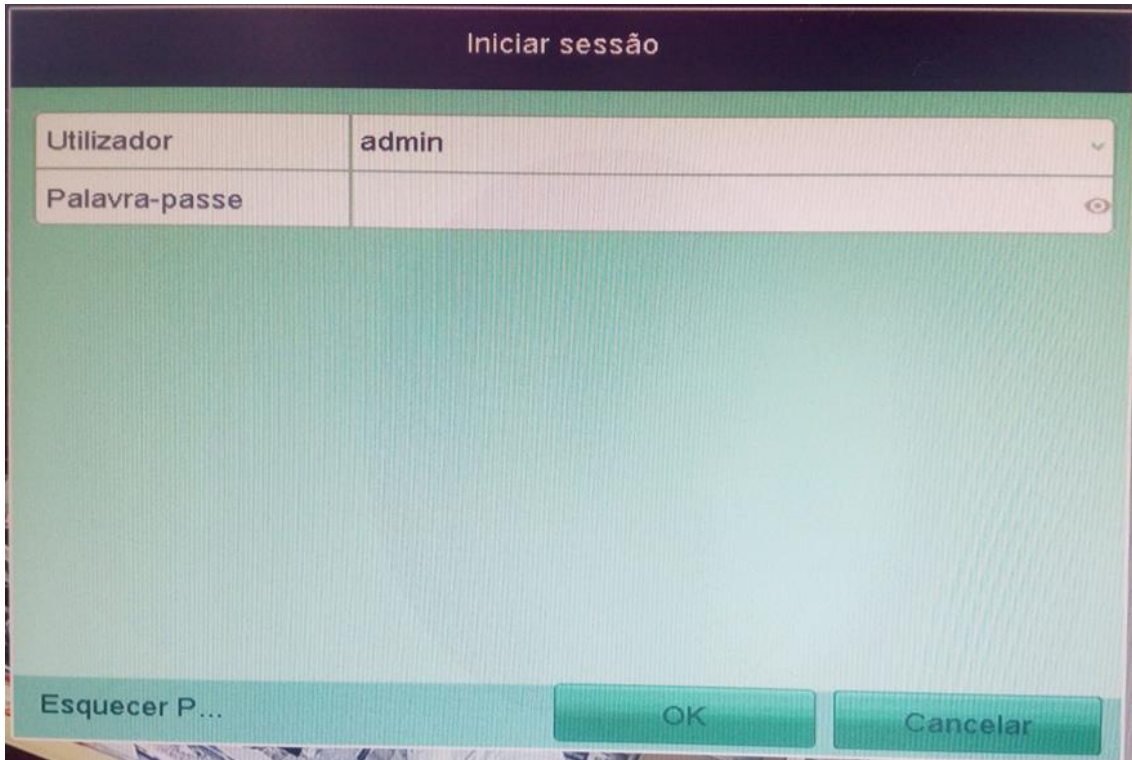 Iniciar sessão
Utilizador admin
Palavra-passe
Esquecer P...
OK Cancelar